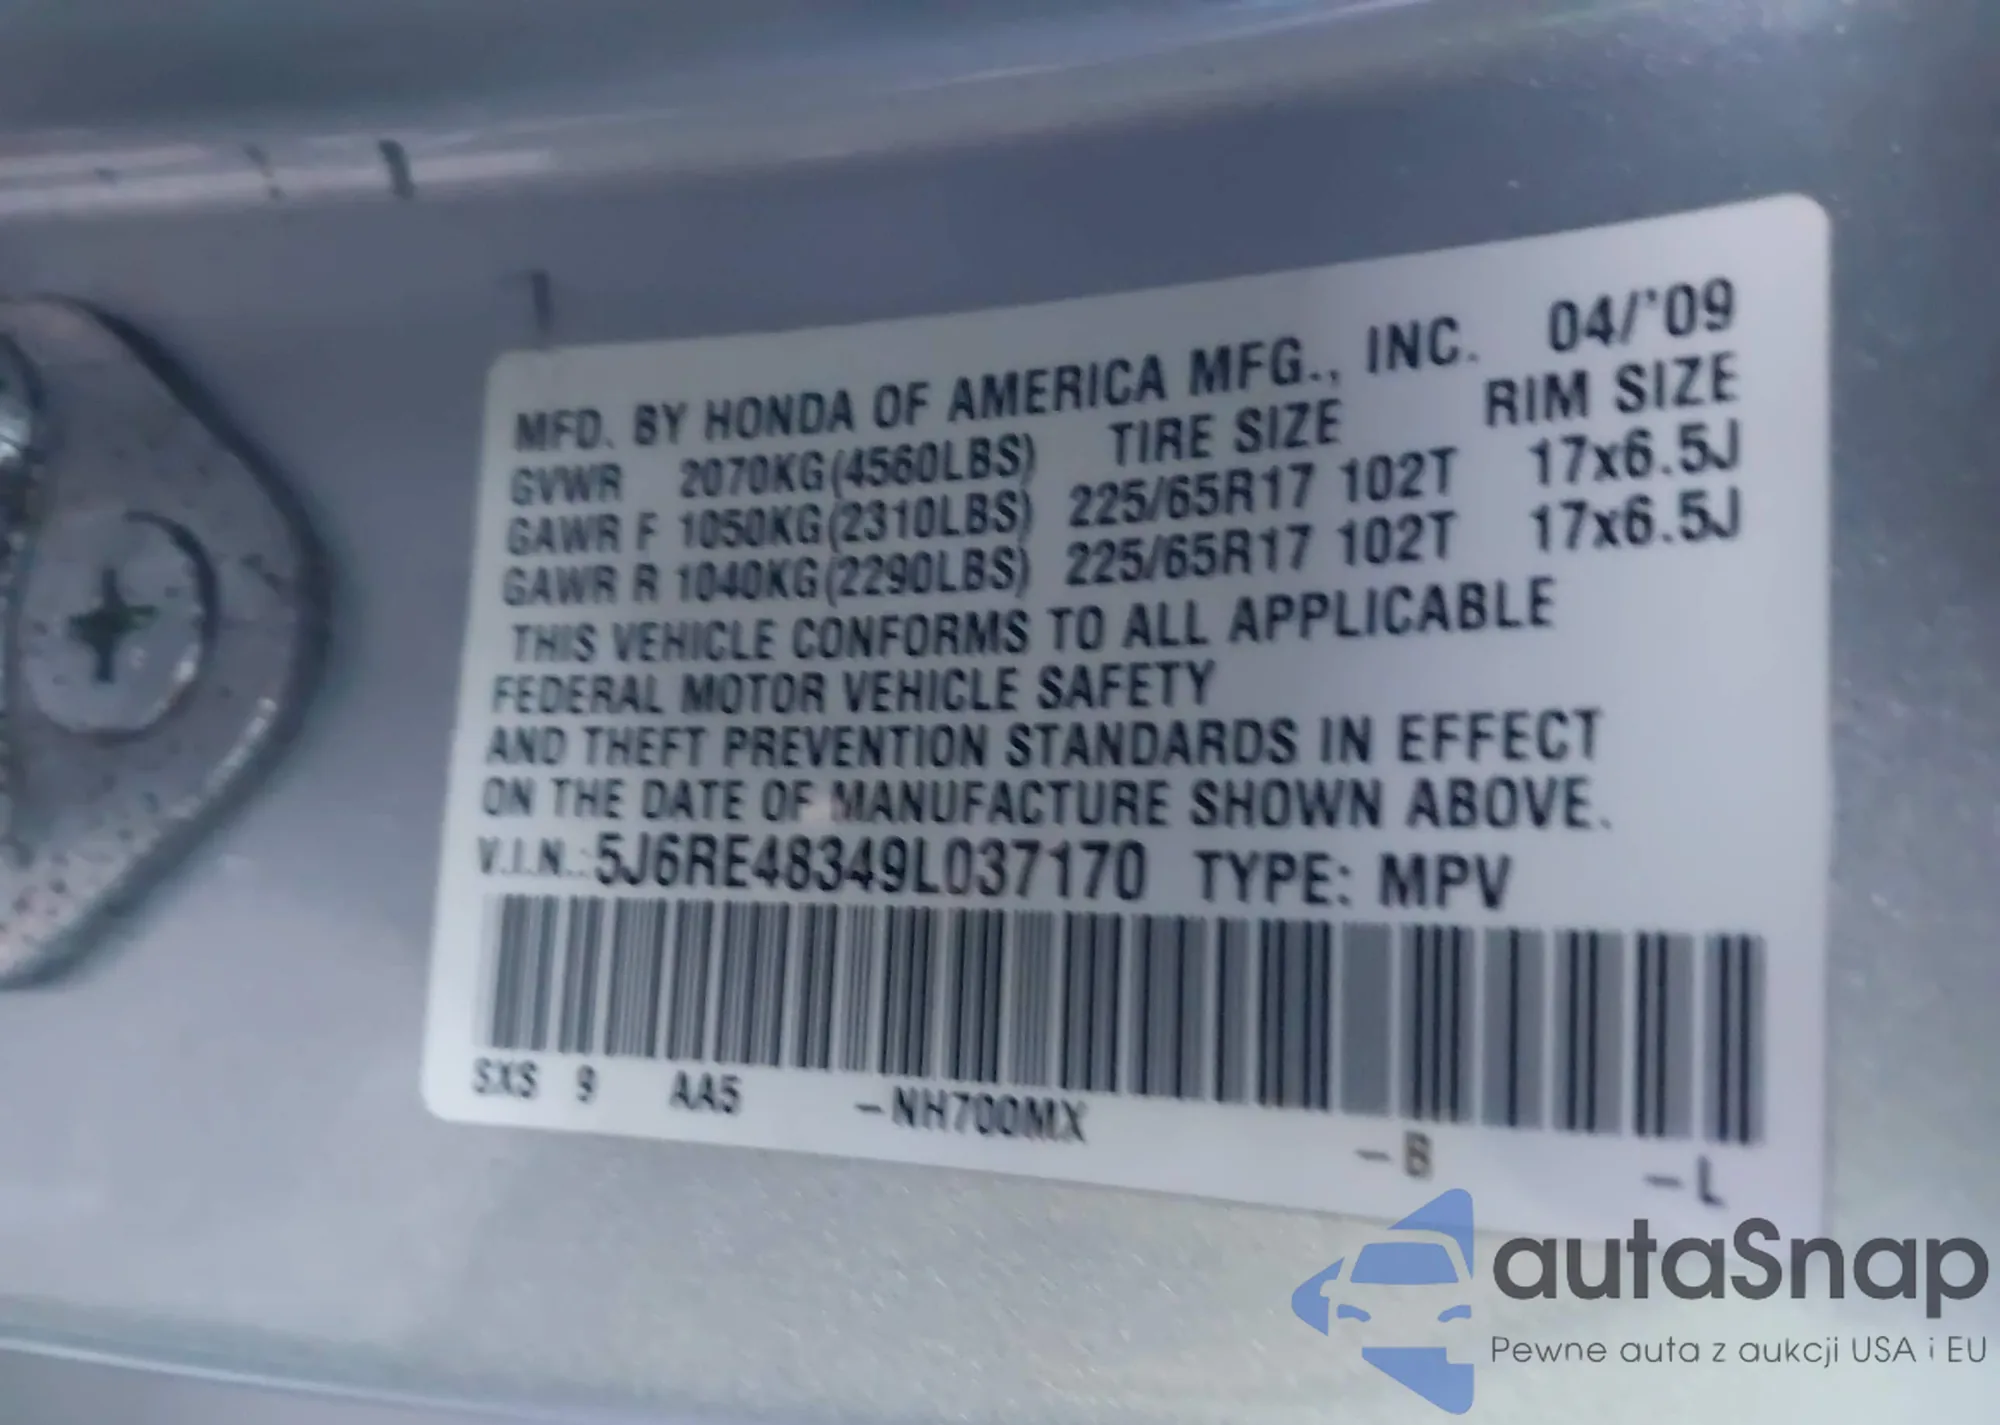 MFD. BY HONDA OF AMERICA MFG., INC. 04/'09
TIRE SIZE RIM SIZE
GVWR 2070KG(4560LBS)
GAWR F 1050KG(2310LBS) 225/65R17 102T 17x6.5J
GAWR R 1040KG(2290LBS) 225/65R17 102T 17x6.5J
THIS VEHICLE CONFORMS TO ALL APPLICABLE
FEDERAL MOTOR VEHICLE SAFETY
AND THEFT PREVENTION STANDARDS IN EFFECT
ON THE DATE OF MANUFACTURE SHOWN ABOVE.
V.I.N.:5J6RE48349L037170 TYPE: MPV
SXS 9 AA5 -NH700MX -B -L
autaSnap
Pewne auta z aukcji USA i EU